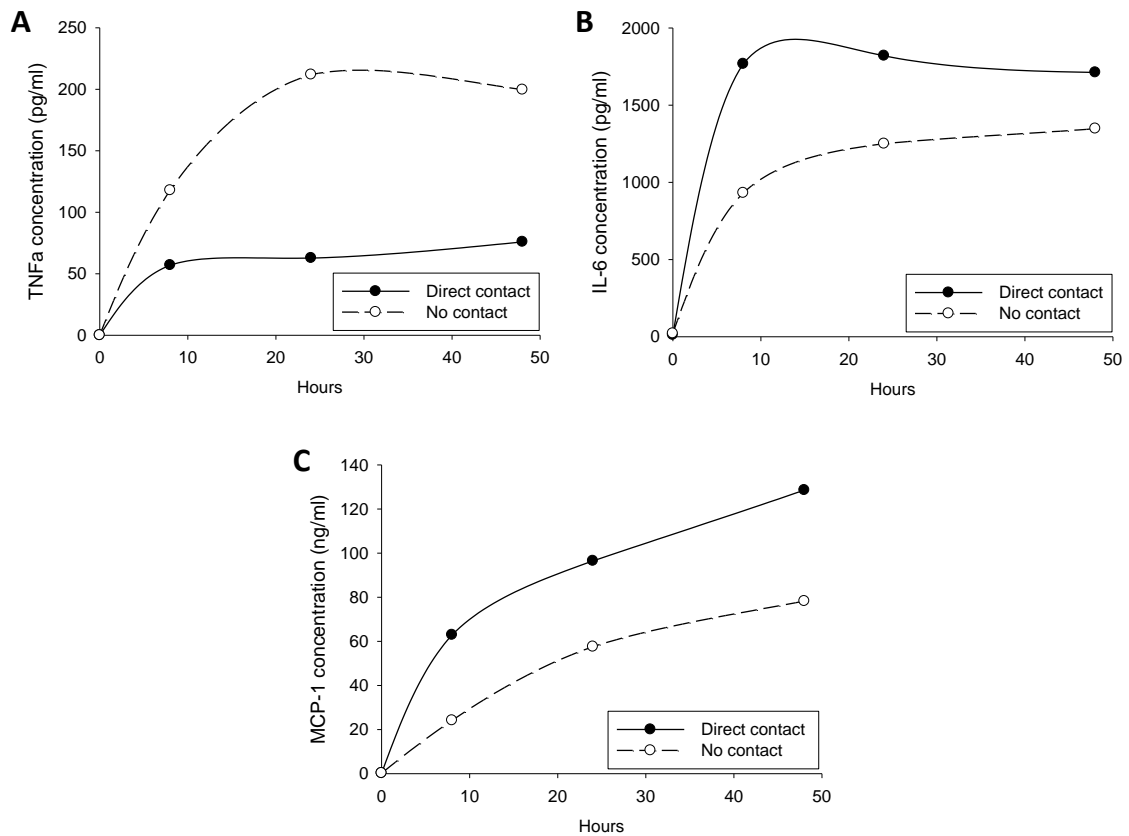 A
TNFa concentration (pg/ml)
250
200
150
100
50
0
Direct contact
No contact
0 10 20 30 40 50
Hours
B
IL-6 concentration (pg/ml)
2000
1500
1000
500
0
Direct contact
No contact
0 10 20 30 40 50
Hours
C
MCP-1 concentration (ng/ml)
140
120
100
80
60
40
20
0
Direct contact
No contact
0 10 20 30 40 50
Hours